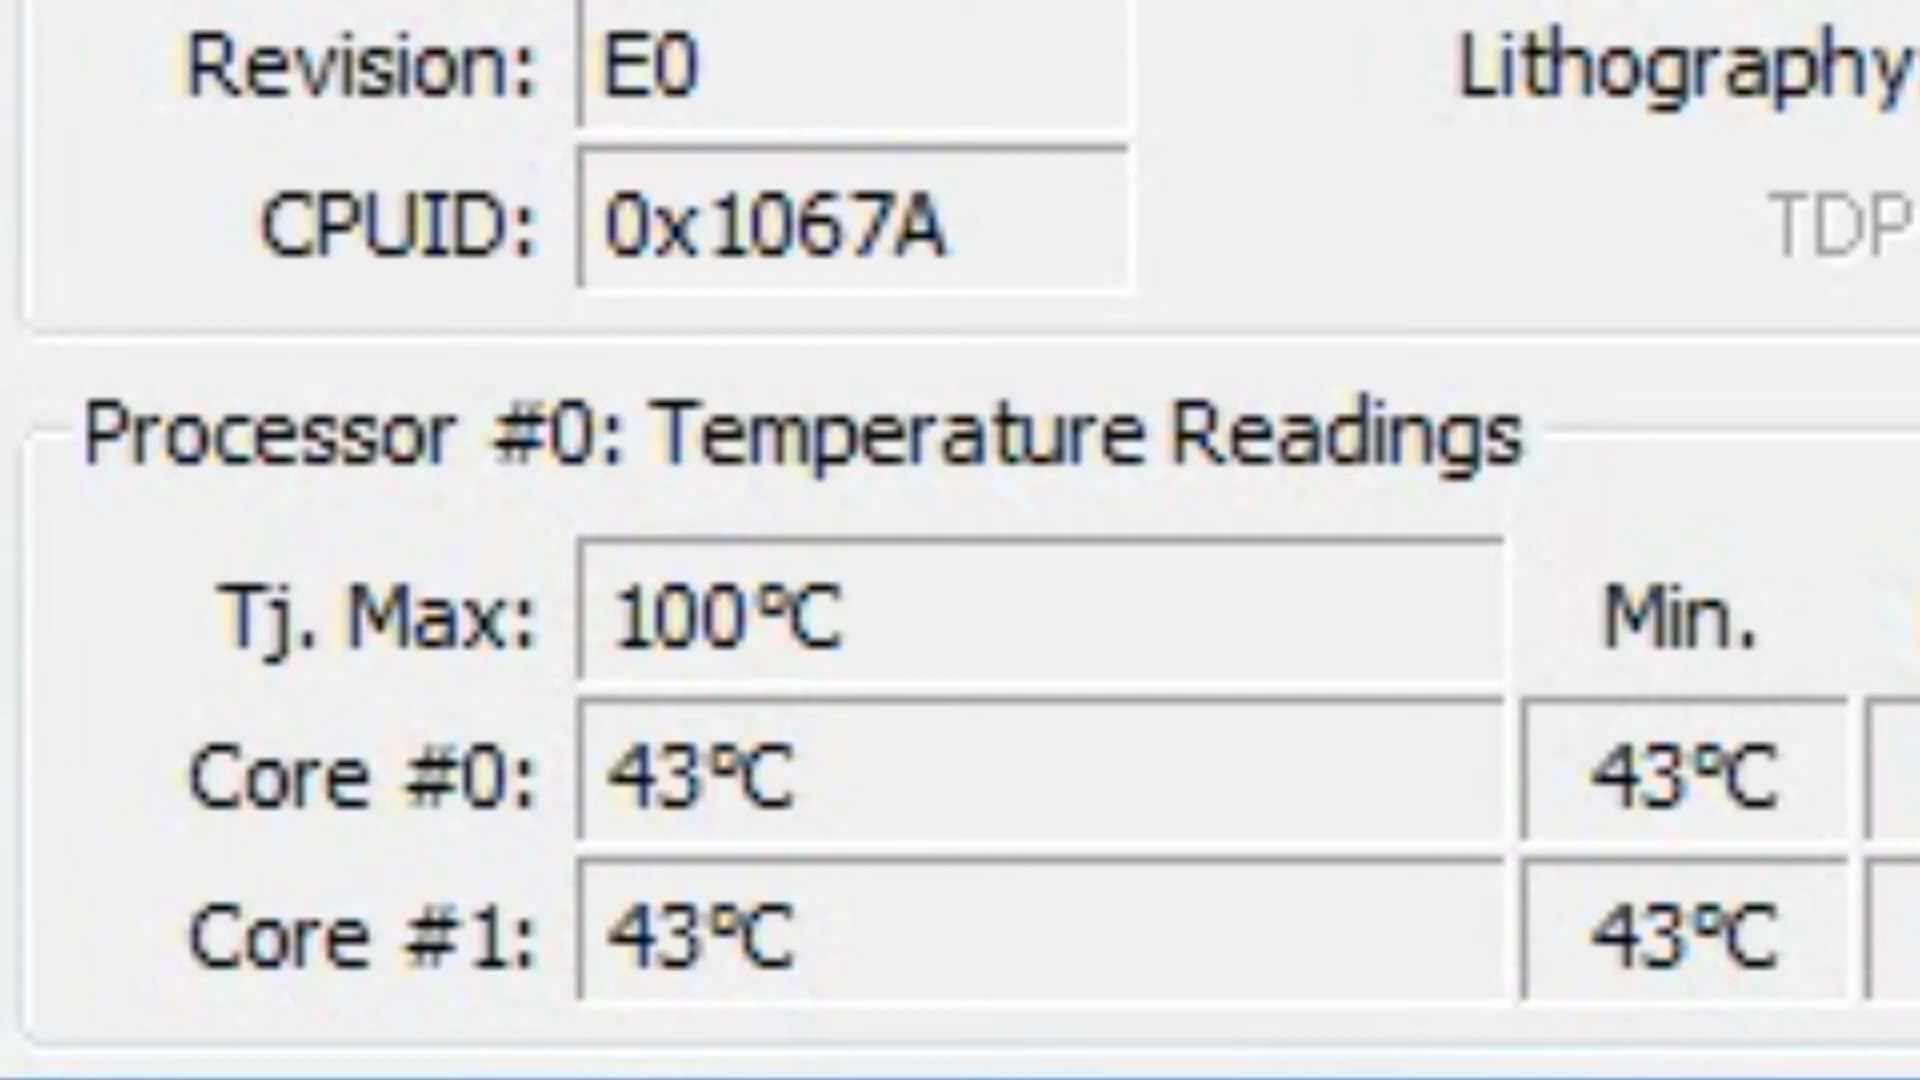 Revision: E0 Lithography
CPUID: 0x1067A TDP
Processor #0: Temperature Readings
Tj. Max: 100°C Min.
Core #0: 43°C 43°C
Core #1: 43°C 43°C